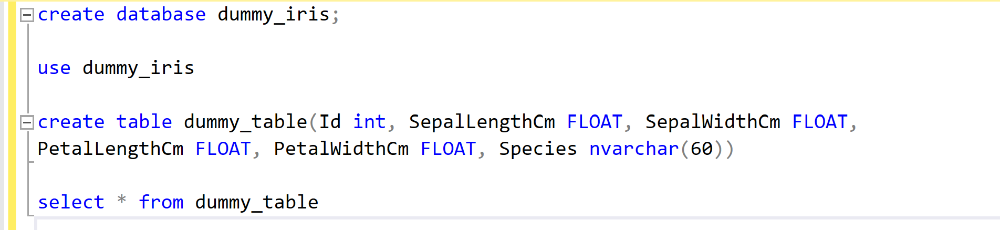 create database dummy_iris;
use dummy_iris
create table dummy_table(Id int, SepalLengthCm FLOAT, SepalWidthCm FLOAT,
PetalLengthCm FLOAT, PetalWidthCm FLOAT, Species nvarchar(60))
select * from dummy_table